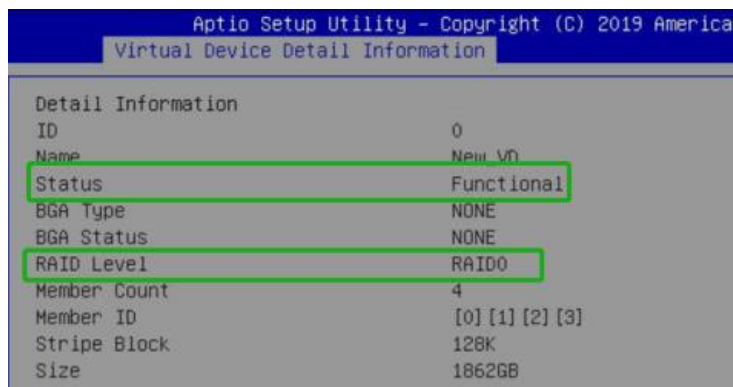 Aptio Setup Utility – Copyright (C) 2019 America
Virtual Device Detail Information
Detail Information
ID 0
Name New_VD
Status Functional
BGA Type NONE
BGA Status NONE
RAID Level RAID0
Member Count 4
Member ID [0][1][2][3]
Stripe Block 128K
Size 1862GB